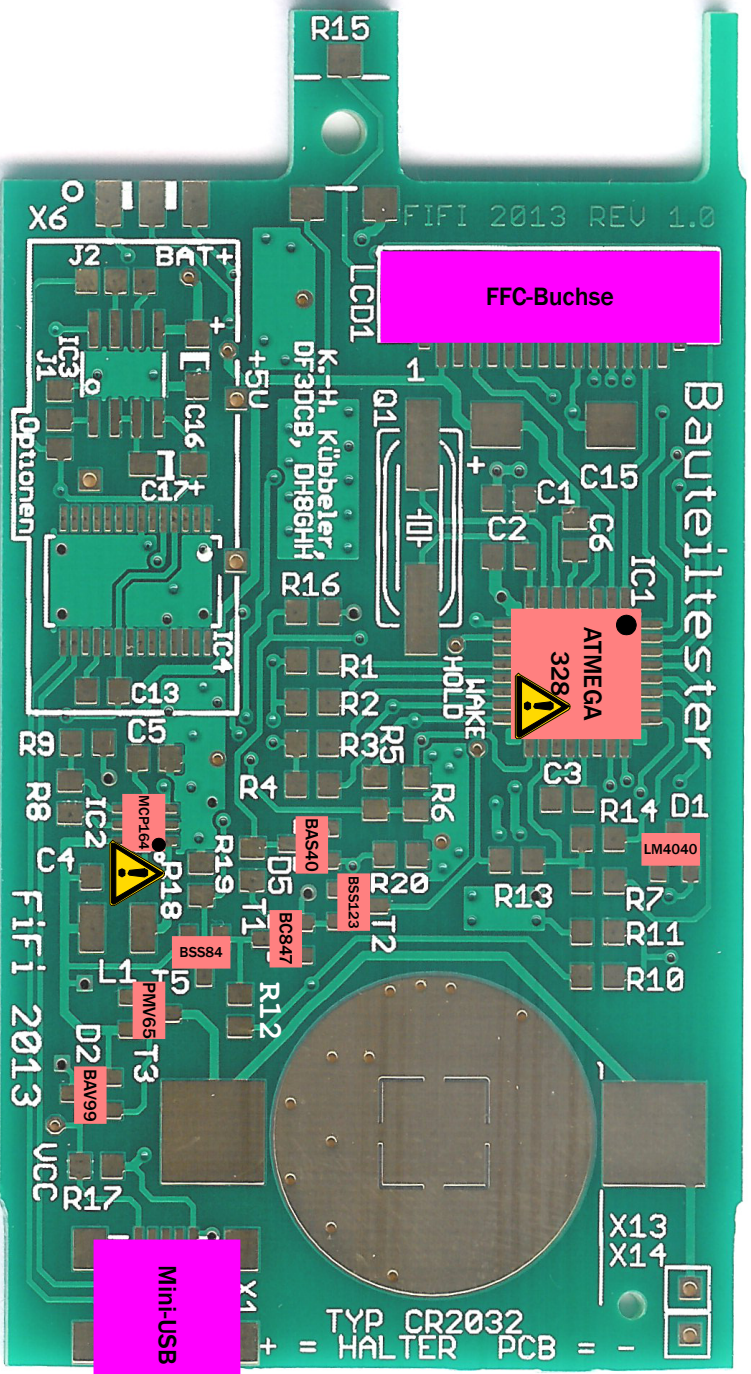 R15
X6
FIFI 2013 REV 1.0
J2
BAT+
LCD1
FFC-Buchse
IC3
J1
+
+5V
K.-H. Kübbeler,
DF3DCB, DH8GHH
1
Q1
Bauteiltester
C16
C17+
Optionen
+
C1
C15
C2
C6
IC1
R16
IC4
ATMEGA
328
R1
HOLD
WAKE
C13
R2
R9
C5
R3
R5
R4
R6
C3
R8
IC2
MCP164
R14
D1
BAS40
LM4040
C4
R18
R19
D5
R20
BSS123
R13
R7
T1
BC847
T2
R11
BSS84
L1
T5
R10
FiFi 2013
PMV65
R12
D2
T3
BAV99
VCC
R17
X13
X14
Mini-USB
X1
TYP CR2032
+ = HALTER PCB = -